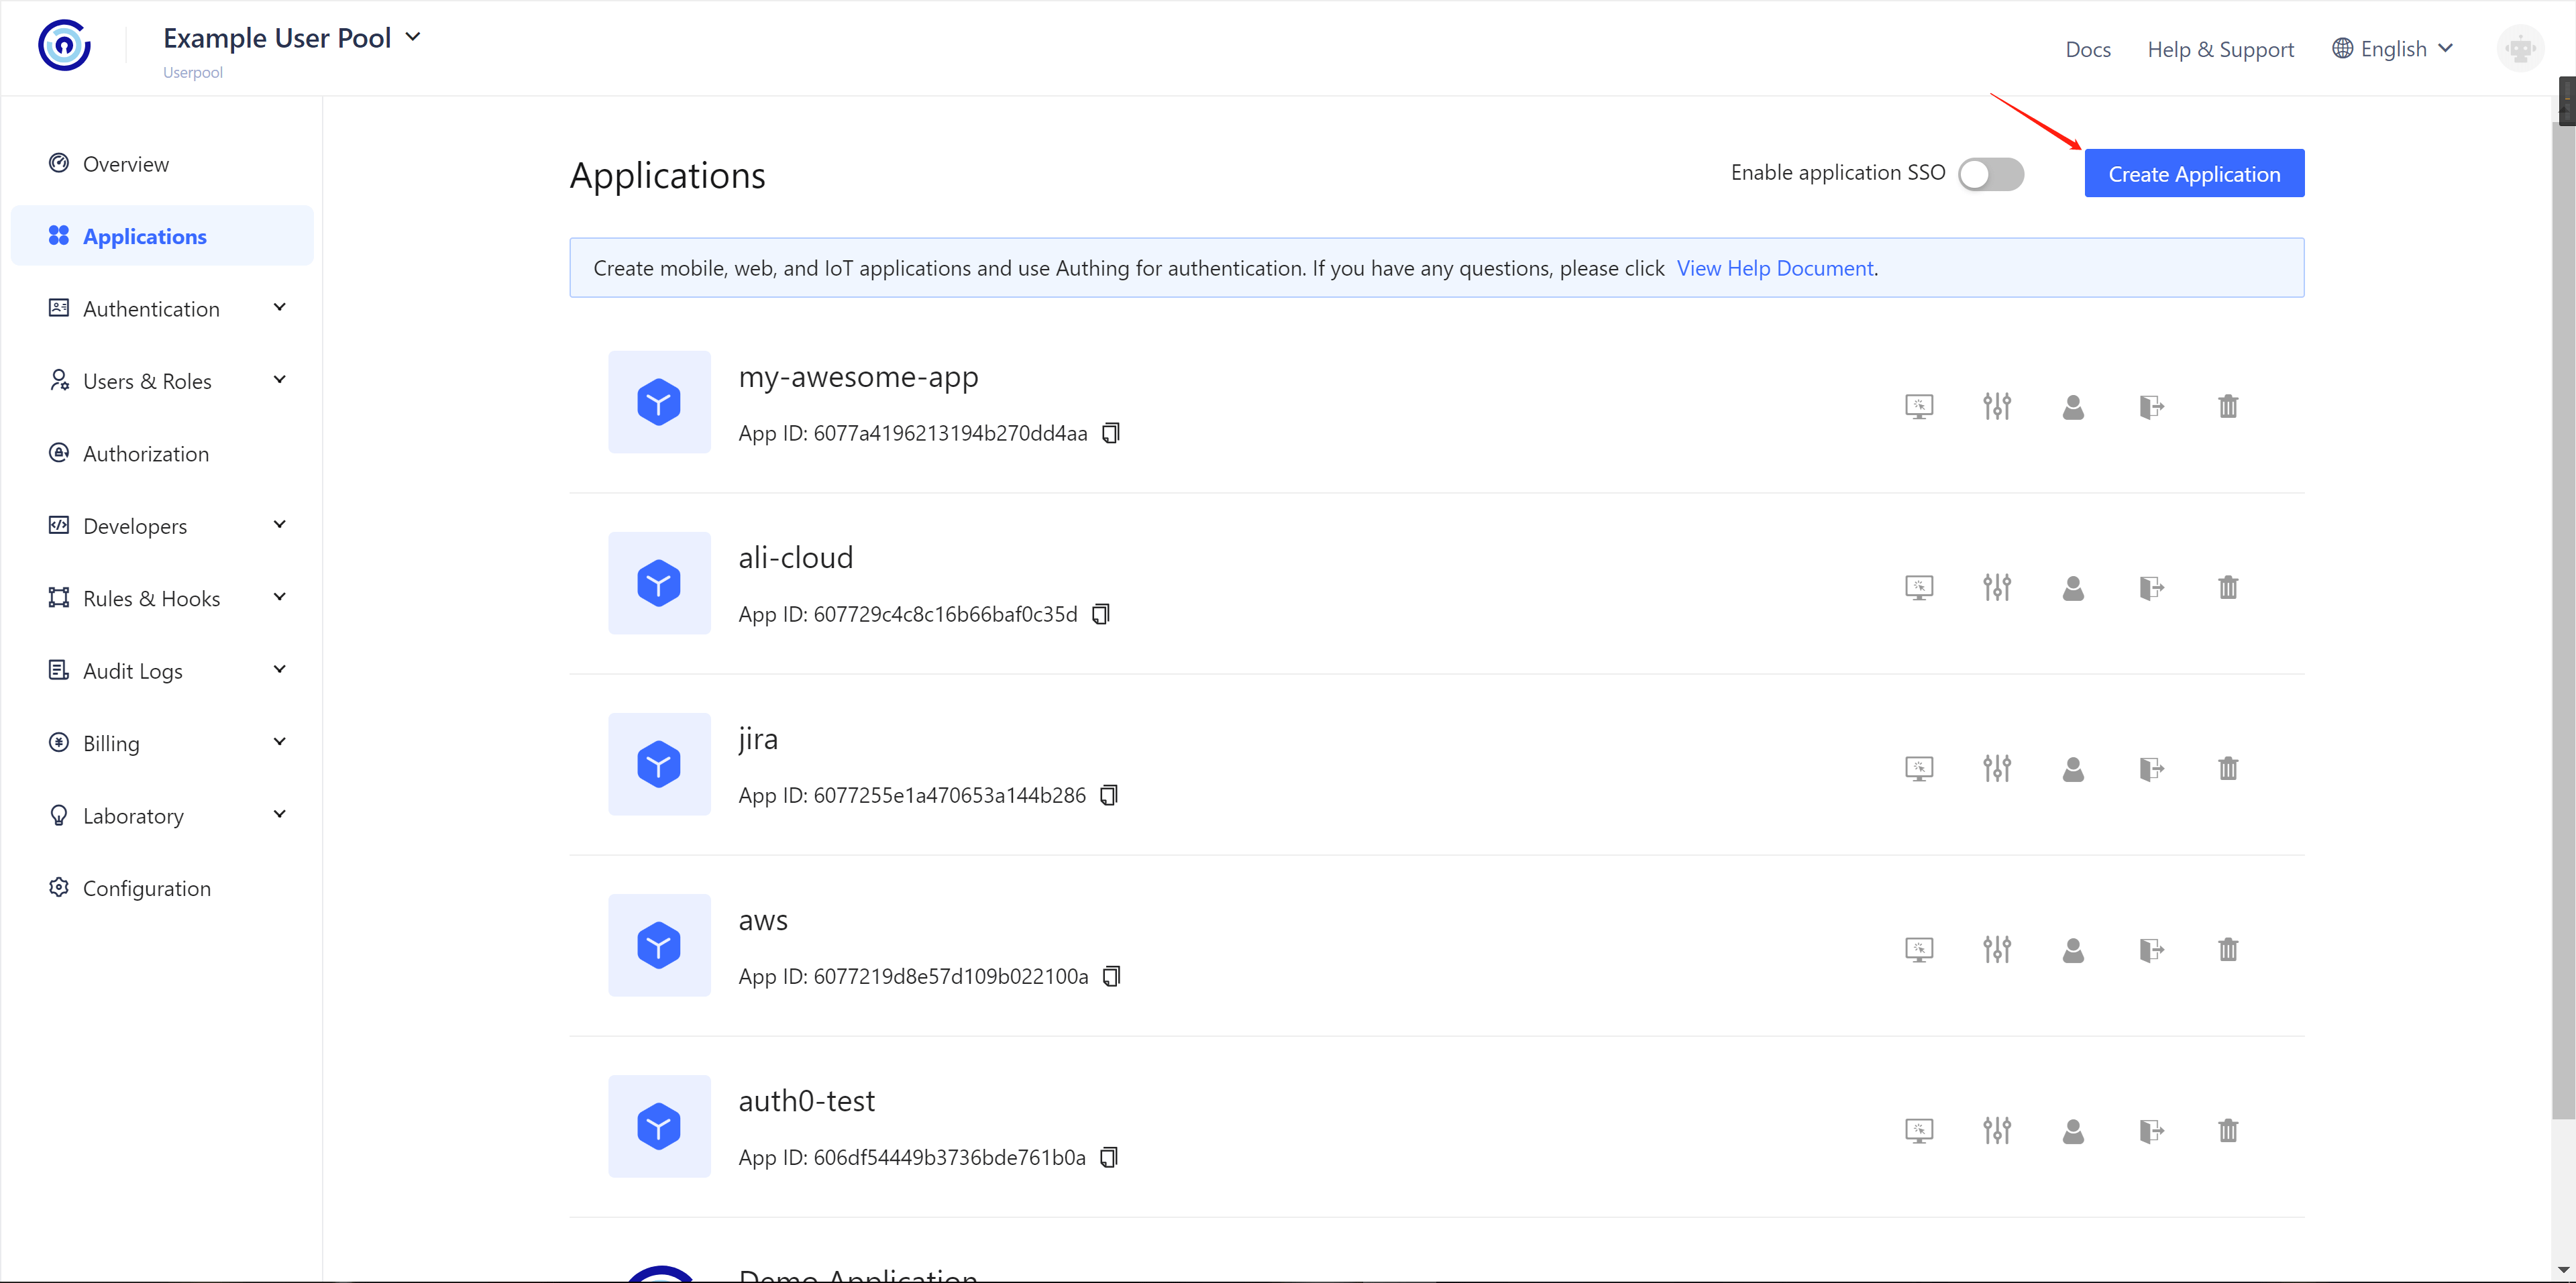 Example User Pool
Userpool
Docs
Help & Support
English
Overview
Applications
Authentication
Users & Roles
Authorization
Developers
Rules & Hooks
Audit Logs
Billing
Laboratory
Configuration
Applications
Enable application SSO
Create Application
Create mobile, web, and IoT applications and use Authing for authentication. If you have any questions, please click View Help Document.
my-awesome-app
App ID: 6077a4196213194b270dd4aa
ali-cloud
App ID: 607729c4c8c16b66baf0c35d
jira
App ID: 6077255e1a470653a144b286
aws
App ID: 6077219d8e57d109b022100a
auth0-test
App ID: 606df54449b3736bde761b0a
Demo Application